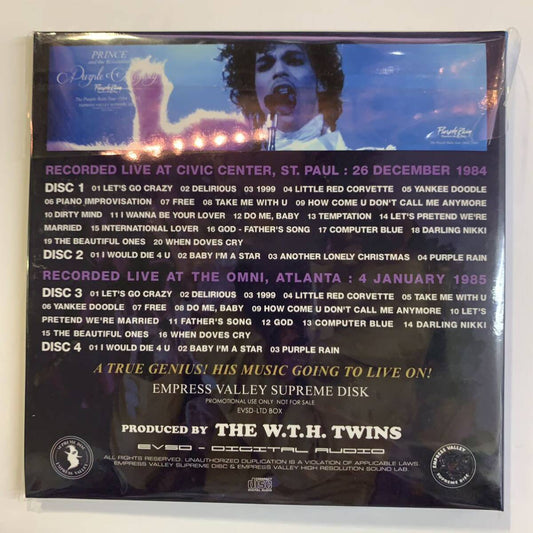 PRINCE
Purple
RECORDED LIVE AT CIVIC CENTER, ST. PAUL : 26 DECEMBER 1984
DISC 1 01 LET'S GO CRAZY 02 DELIRIOUS 03 1999 04 LITTLE RED CORVETTE 05 YANKEE DOODLE
06 PIANO IMPROVISATION 07 FREE 08 TAKE ME WITH U 09 HOW COME U DON'T CALL ME ANYMORE
10 DIRTY MIND 11 I WANNA BE YOUR LOVER 12 DO ME, BABY 13 TEMPTATION 14 LET'S PRETEND WE'RE
MARRIED 15 INTERNATIONAL LOVER 16 GOD - FATHER'S SONG 17 COMPUTER BLUE 18 DARLING NIKKI
19 THE BEAUTIFUL ONES 20 WHEN DOVES CRY
DISC 2 01 I WOULD DIE 4 U 02 BABY I'M A STAR 03 ANOTHER LONELY CHRISTMAS 04 PURPLE RAIN
RECORDED LIVE AT THE OMNI, ATLANTA : 4 JANUARY 1985
DISC 3 01 LET'S GO CRAZY 02 DELIRIOUS 03 1999 04 LITTLE RED CORVETTE 05 TAKE ME WITH U
06 YANKEE DOODLE 07 FREE 08 DO ME, BABY 09 HOW COME U DON'T CALL ME ANYMORE 10 LET'S
PRETEND WE'RE MARRIED 11 FATHER'S SONG 12 GOD 13 COMPUTER BLUE 14 DARLING NIKKI
15 THE BEAUTIFUL ONES 16 WHEN DOVES CRY
DISC 4 01 I WOULD DIE 4 U 02 BABY I'M A STAR 03 PURPLE RAIN
A TRUE GENIUS! HIS MUSIC GOING TO LIVE ON!
EMPRESS VALLEY SUPREME DISK
PROMOTIONAL USE ONLY NOT FOR SALE
EVSD-LTD BOX
PRODUCED BY THE W.T.H. TWINS
EVSD - DIGITAL AUDIO
ALL RIGHTS RESERVED. UNAUTHORIZED DUPLICATION IS A VIOLATION OF APPLICABLE LAWS.
EMPRESS VALLEY SUPREME DISC & EMPRESS VALLEY HIGH RESOLUTION SOUND LAB.
SUPREME DISK
EMPRESS VALLEY
EMPRESS VALLEY
SUPREME DISK
disc
DIGITAL AUDIO